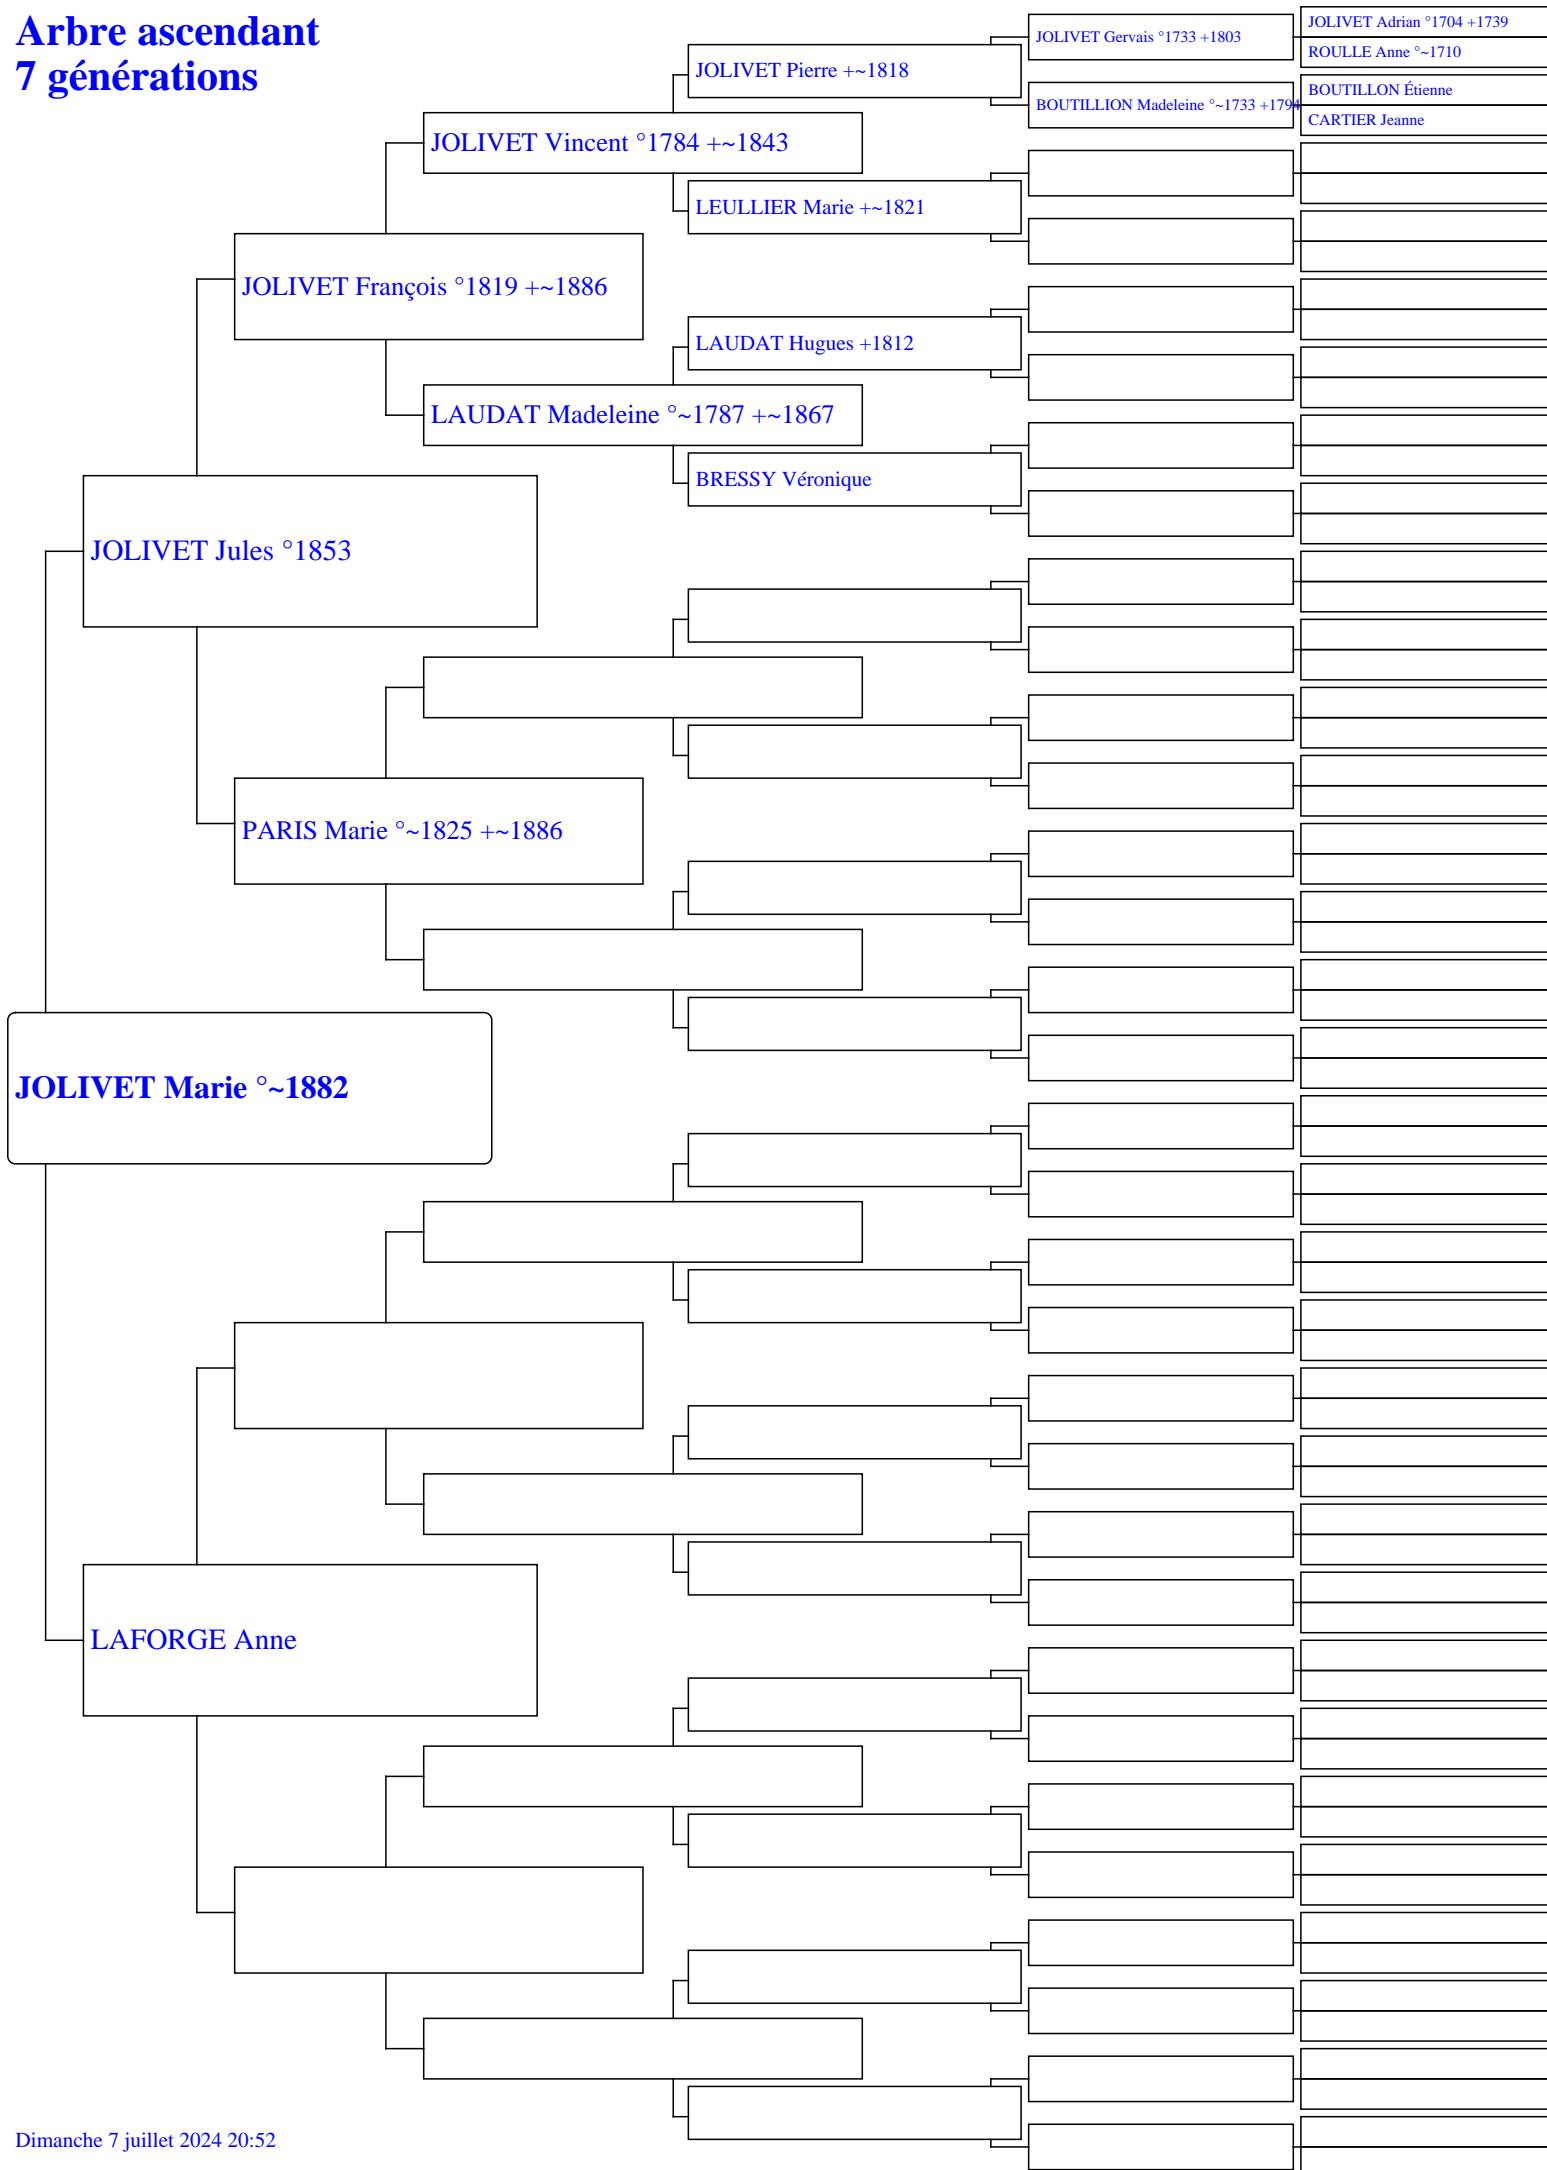 Arbre ascendant
7 générations
JOLIVET Adrian °1704 +1739
JOLIVET Gervais °1733 +1803
ROULLE Anne °~1710
JOLIVET Pierre +~1818
BOUTILLON Étienne
BOUTILLION Madeleine °~1733 +1794
CARTIER Jeanne
JOLIVET Vincent °1784 +~1843
LEULLIER Marie +~1821
JOLIVET François °1819 +~1886
LAUDAT Hugues +1812
LAUDAT Madeleine °~1787 +~1867
BRESSY Véronique
JOLIVET Jules °1853
PARIS Marie °~1825 +~1886
JOLIVET Marie °~1882
LAFORGE Anne
Dimanche 7 juillet 2024 20:52